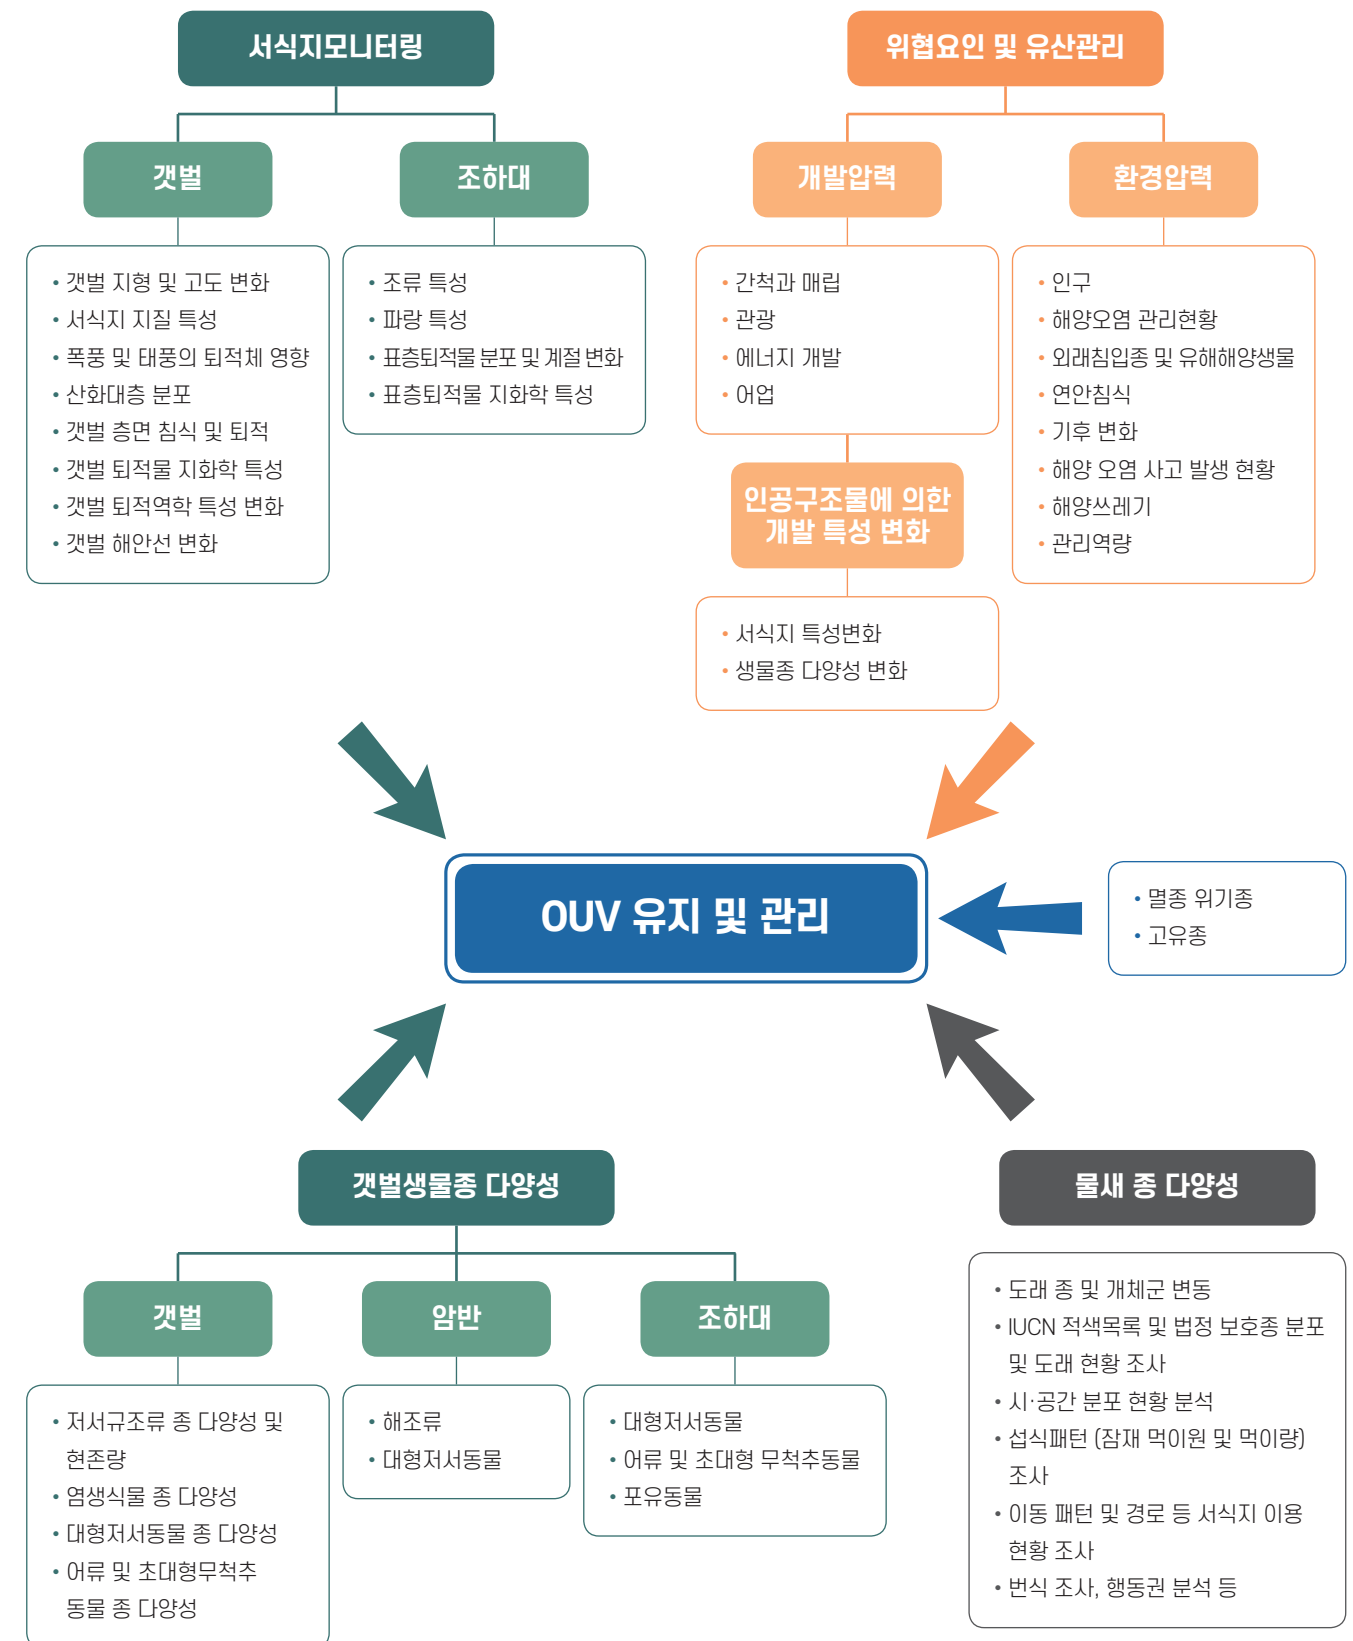 서식지모니터링
갯벌
• 갯벌 지형 및 고도 변화
• 서식지 지질 특성
• 폭풍 및 태풍의 퇴적체 영향
• 산화대층 분포
• 갯벌 층면 침식 및 퇴적
• 갯벌 퇴적물 지화학 특성
• 갯벌 퇴적역학 특성 변화
• 갯벌 해안선 변화
조하대
• 조류 특성
• 파랑 특성
• 표층퇴적물 분포 및 계절 변화
• 표층퇴적물 지화학 특성
위협요인 및 유산관리
개발압력
• 간척과 매립
• 관광
• 에너지 개발
• 어업
인공구조물에 의한
개발 특성 변화
• 서식지 특성변화
• 생물종 다양성 변화
환경압력
• 인구
• 해양오염 관리현황
• 외래침입종 및 유해해양생물
• 연안침식
• 기후 변화
• 해양 오염 사고 발생 현황
• 해양쓰레기
• 관리역량
OUV 유지 및 관리
• 멸종 위기종
• 고유종
갯벌생물종 다양성
갯벌
• 저서규조류 종 다양성 및
현존량
• 염생식물 종 다양성
• 대형저서동물 종 다양성
• 어류 및 초대형무척추
동물 종 다양성
암반
• 해조류
• 대형저서동물
조하대
• 대형저서동물
• 어류 및 초대형 무척추동물
• 포유동물
물새 종 다양성
• 도래 종 및 개체군 변동
• IUCN 적색목록 및 법정 보호종 분포
및 도래 현황 조사
• 시·공간 분포 현황 분석
• 섭식패턴 (잠재 먹이원 및 먹이량)
조사
• 이동 패턴 및 경로 등 서식지 이용
현황 조사
• 번식 조사, 행동권 분석 등